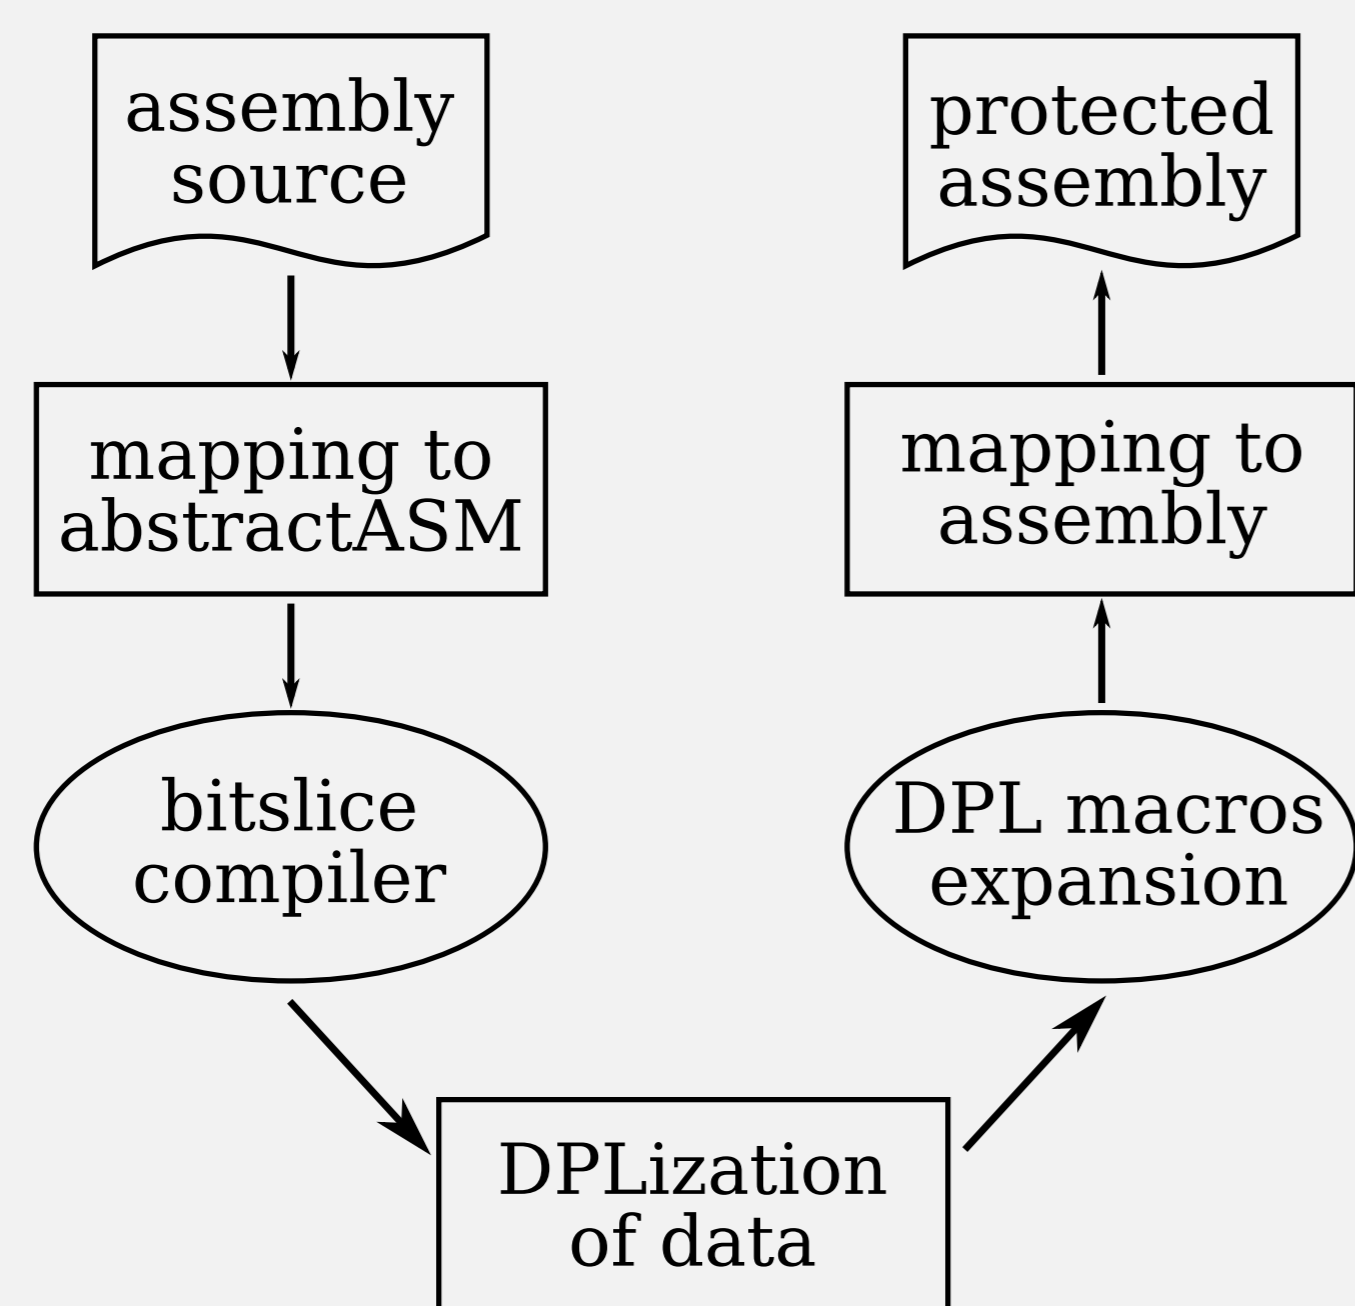 assembly
source
mapping to
abstractASM
bitslice
compiler
DPLization
of data
DPL macros
expansion
mapping to
assembly
protected
assembly